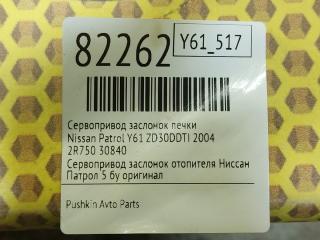 82262
Y61_517
Сервопривод заслонок печки
Nissan Patrol Y61 ZD30DDTI 2004
2R750 30840
Сервопривод заслонок отопителя Ниссан
Патрол 5 бу оригинал
Pushkin Avto Parts